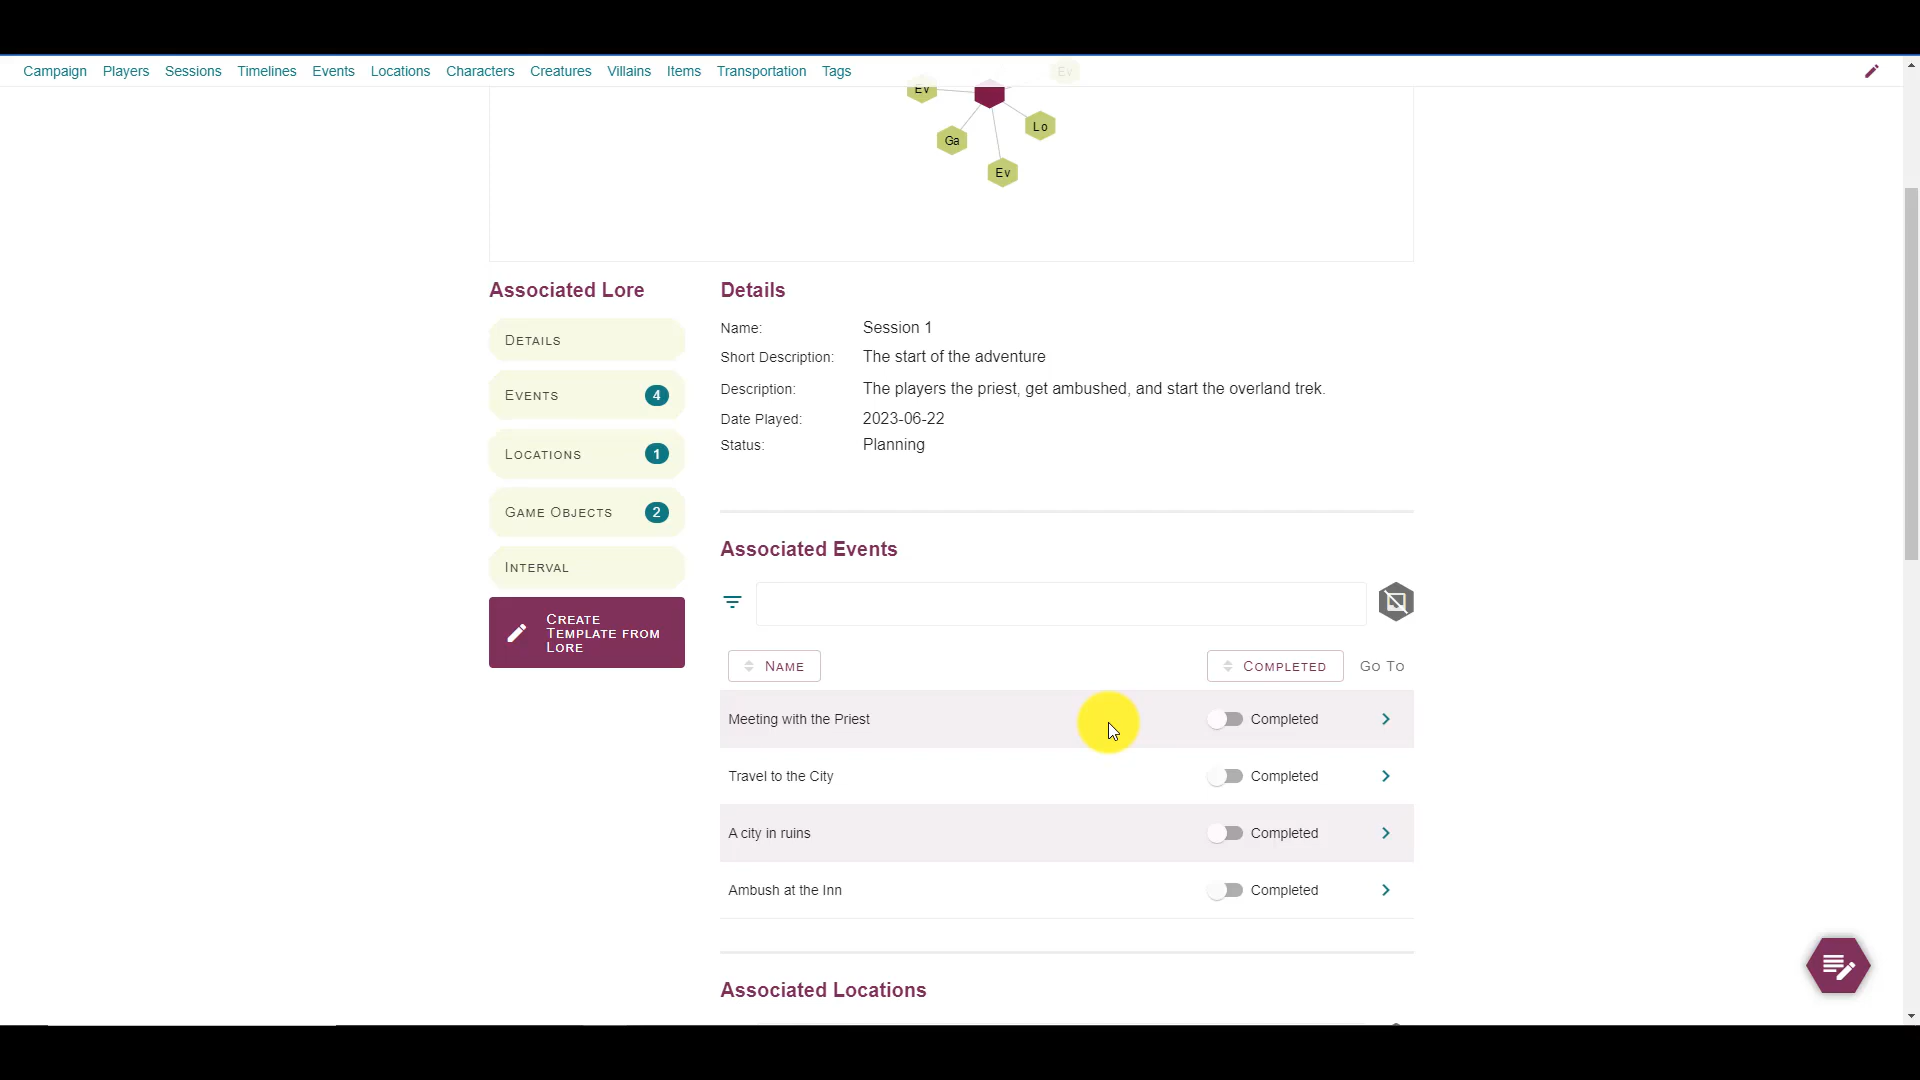 Campaign Players Sessions Timelines Events Locations Characters Creatures Villains Items Transportation Tags
Ev
Ev
Lo
Ga
Ev
Associated Lore
DETAILS
EVENTS 4
LOCATIONS 1
GAME OBJECTS 2
INTERVAL
CREATE
TEMPLATE FROM
LORE
Details
Name: Session 1
Short Description: The start of the adventure
Description: The players the priest, get ambushed, and start the overland trek.
Date Played: 2023-06-22
Status: Planning
Associated Events
NAME COMPLETED Go To
Meeting with the Priest Completed
Travel to the City Completed
A city in ruins Completed
Ambush at the Inn Completed
Associated Locations